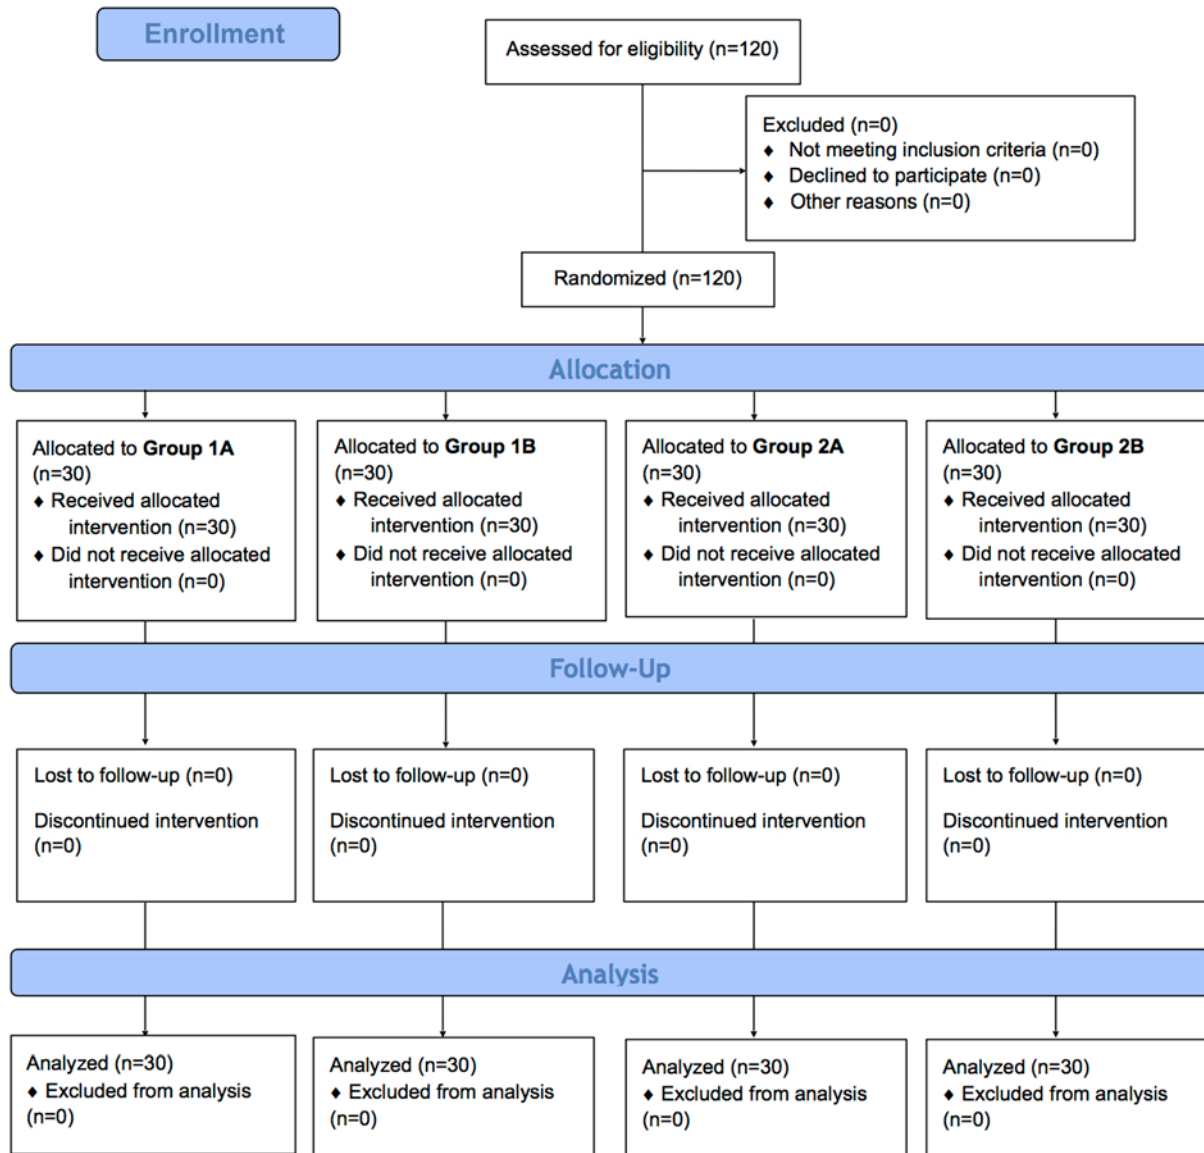 Enrollment
Assessed for eligibility (n=120)
Excluded (n=0)
♦ Not meeting inclusion criteria (n=0)
♦ Declined to participate (n=0)
♦ Other reasons (n=0)
Randomized (n=120)
Allocation
Allocated to Group 1A
(n=30)
♦ Received allocated
intervention (n=30)
♦ Did not receive allocated
intervention (n=0)
Allocated to Group 1B
(n=30)
♦ Received allocated
intervention (n=30)
♦ Did not receive allocated
intervention (n=0)
Allocated to Group 2A
(n=30)
♦ Received allocated
intervention (n=30)
♦ Did not receive allocated
intervention (n=0)
Allocated to Group 2B
(n=30)
♦ Received allocated
intervention (n=30)
♦ Did not receive allocated
intervention (n=0)
Follow-Up
Lost to follow-up (n=0)
Discontinued intervention
(n=0)
Lost to follow-up (n=0)
Discontinued intervention
(n=0)
Lost to follow-up (n=0)
Discontinued intervention
(n=0)
Lost to follow-up (n=0)
Discontinued intervention
(n=0)
Analysis
Analyzed (n=30)
♦ Excluded from analysis
(n=0)
Analyzed (n=30)
♦ Excluded from analysis
(n=0)
Analyzed (n=30)
♦ Excluded from analysis
(n=0)
Analyzed (n=30)
♦ Excluded from analysis
(n=0)